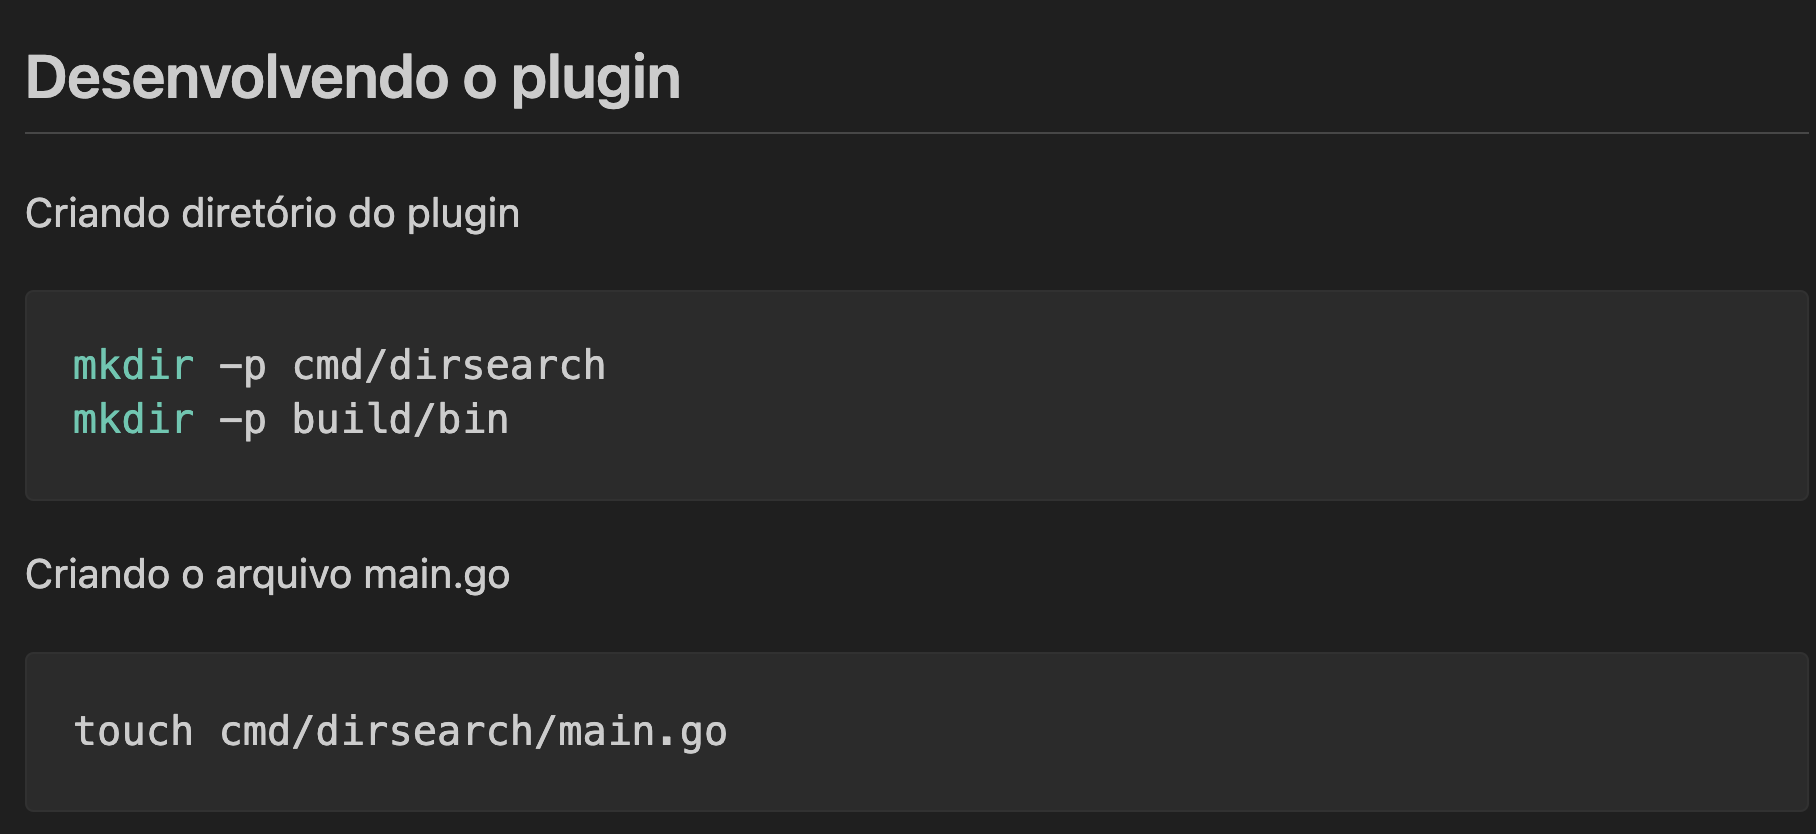 Desenvolvendo o plugin
Criando diretório do plugin
mkdir -p cmd/dirsearch
mkdir -p build/bin
Criando o arquivo main.go
touch cmd/dirsearch/main.go